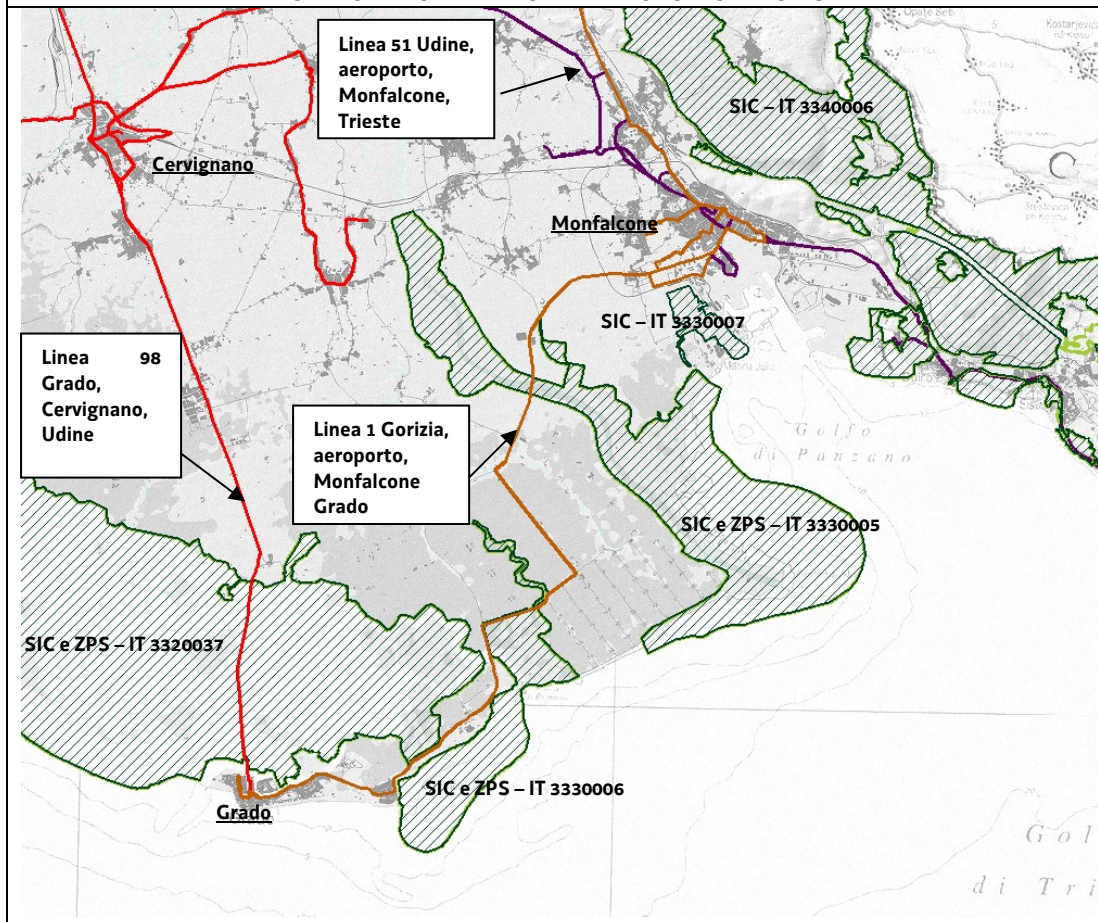 Linea 51 Udine,
aeroporto,
Monfalcone,
Trieste
SIC – IT 3340006
Cervignano
Monfalcone
SIC – IT 3330007
Marina Julia
Linea 98
Grado,
Cervignano,
Udine
Linea 1 Gorizia,
aeroporto,
Monfalcone
Grado
Golfo
di Panzano
SIC e ZPS – IT 3330005
SIC e ZPS – IT 3320037
SIC e ZPS – IT 3330006
Grado
C
Gol
di Tri